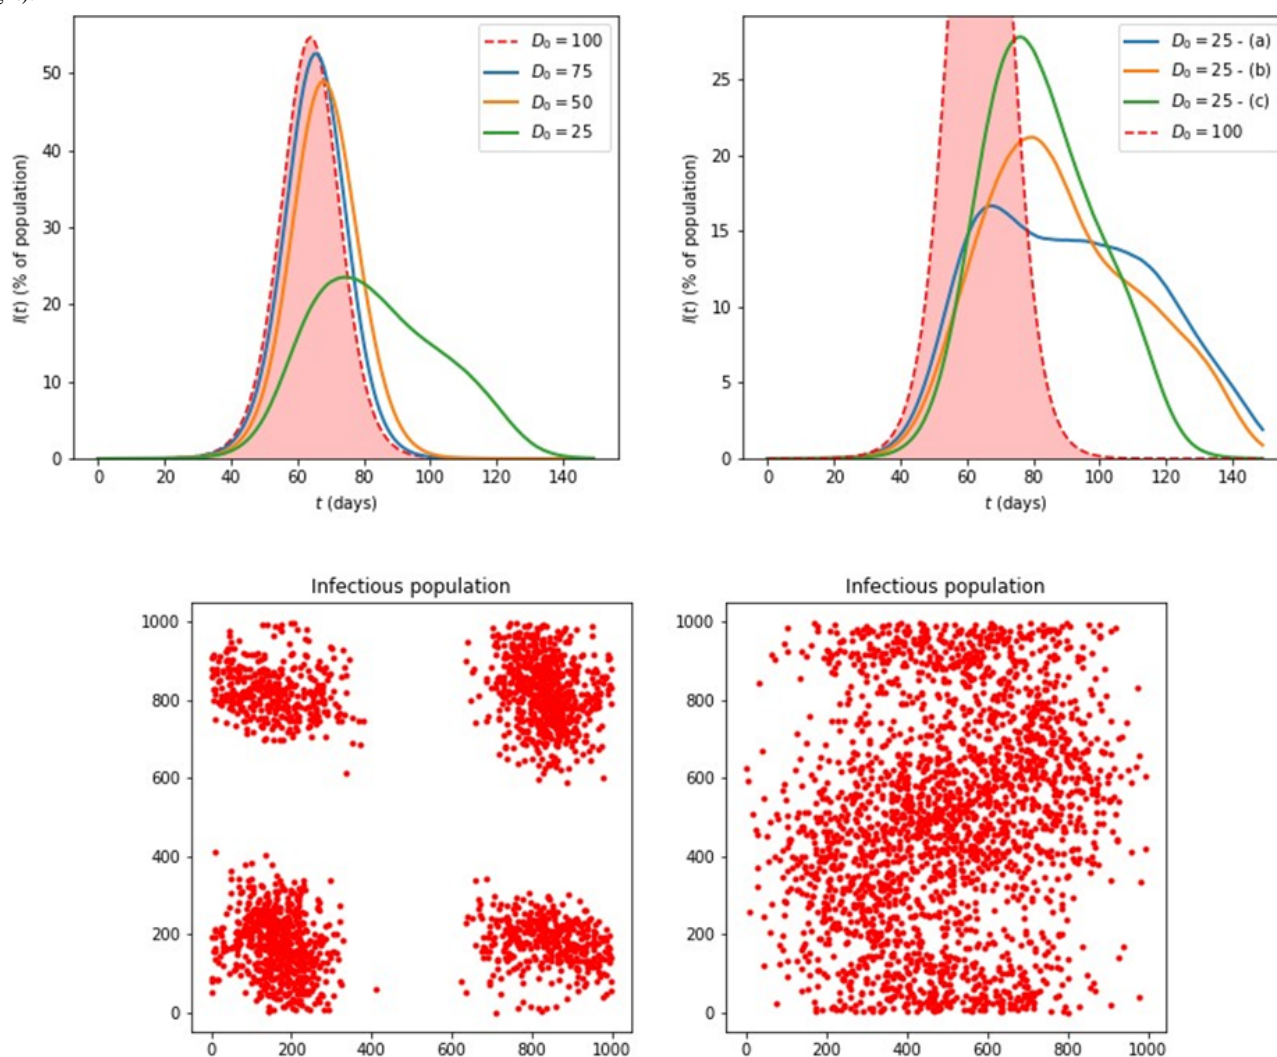 D₀ = 100
D₀ = 75
D₀ = 50
D₀ = 25
I(t) (% of population)
50
40
30
20
10
0
0 20 40 60 80 100 120 140
t (days)
D₀ = 25 - (a)
D₀ = 25 - (b)
D₀ = 25 - (c)
D₀ = 100
I(t) (% of population)
25
20
15
10
5
0
0 20 40 60 80 100 120 140
t (days)
Infectious population
1000
800
600
400
200
0
0 200 400 600 800 1000
Infectious population
1000
800
600
400
200
0
0 200 400 600 800 1000